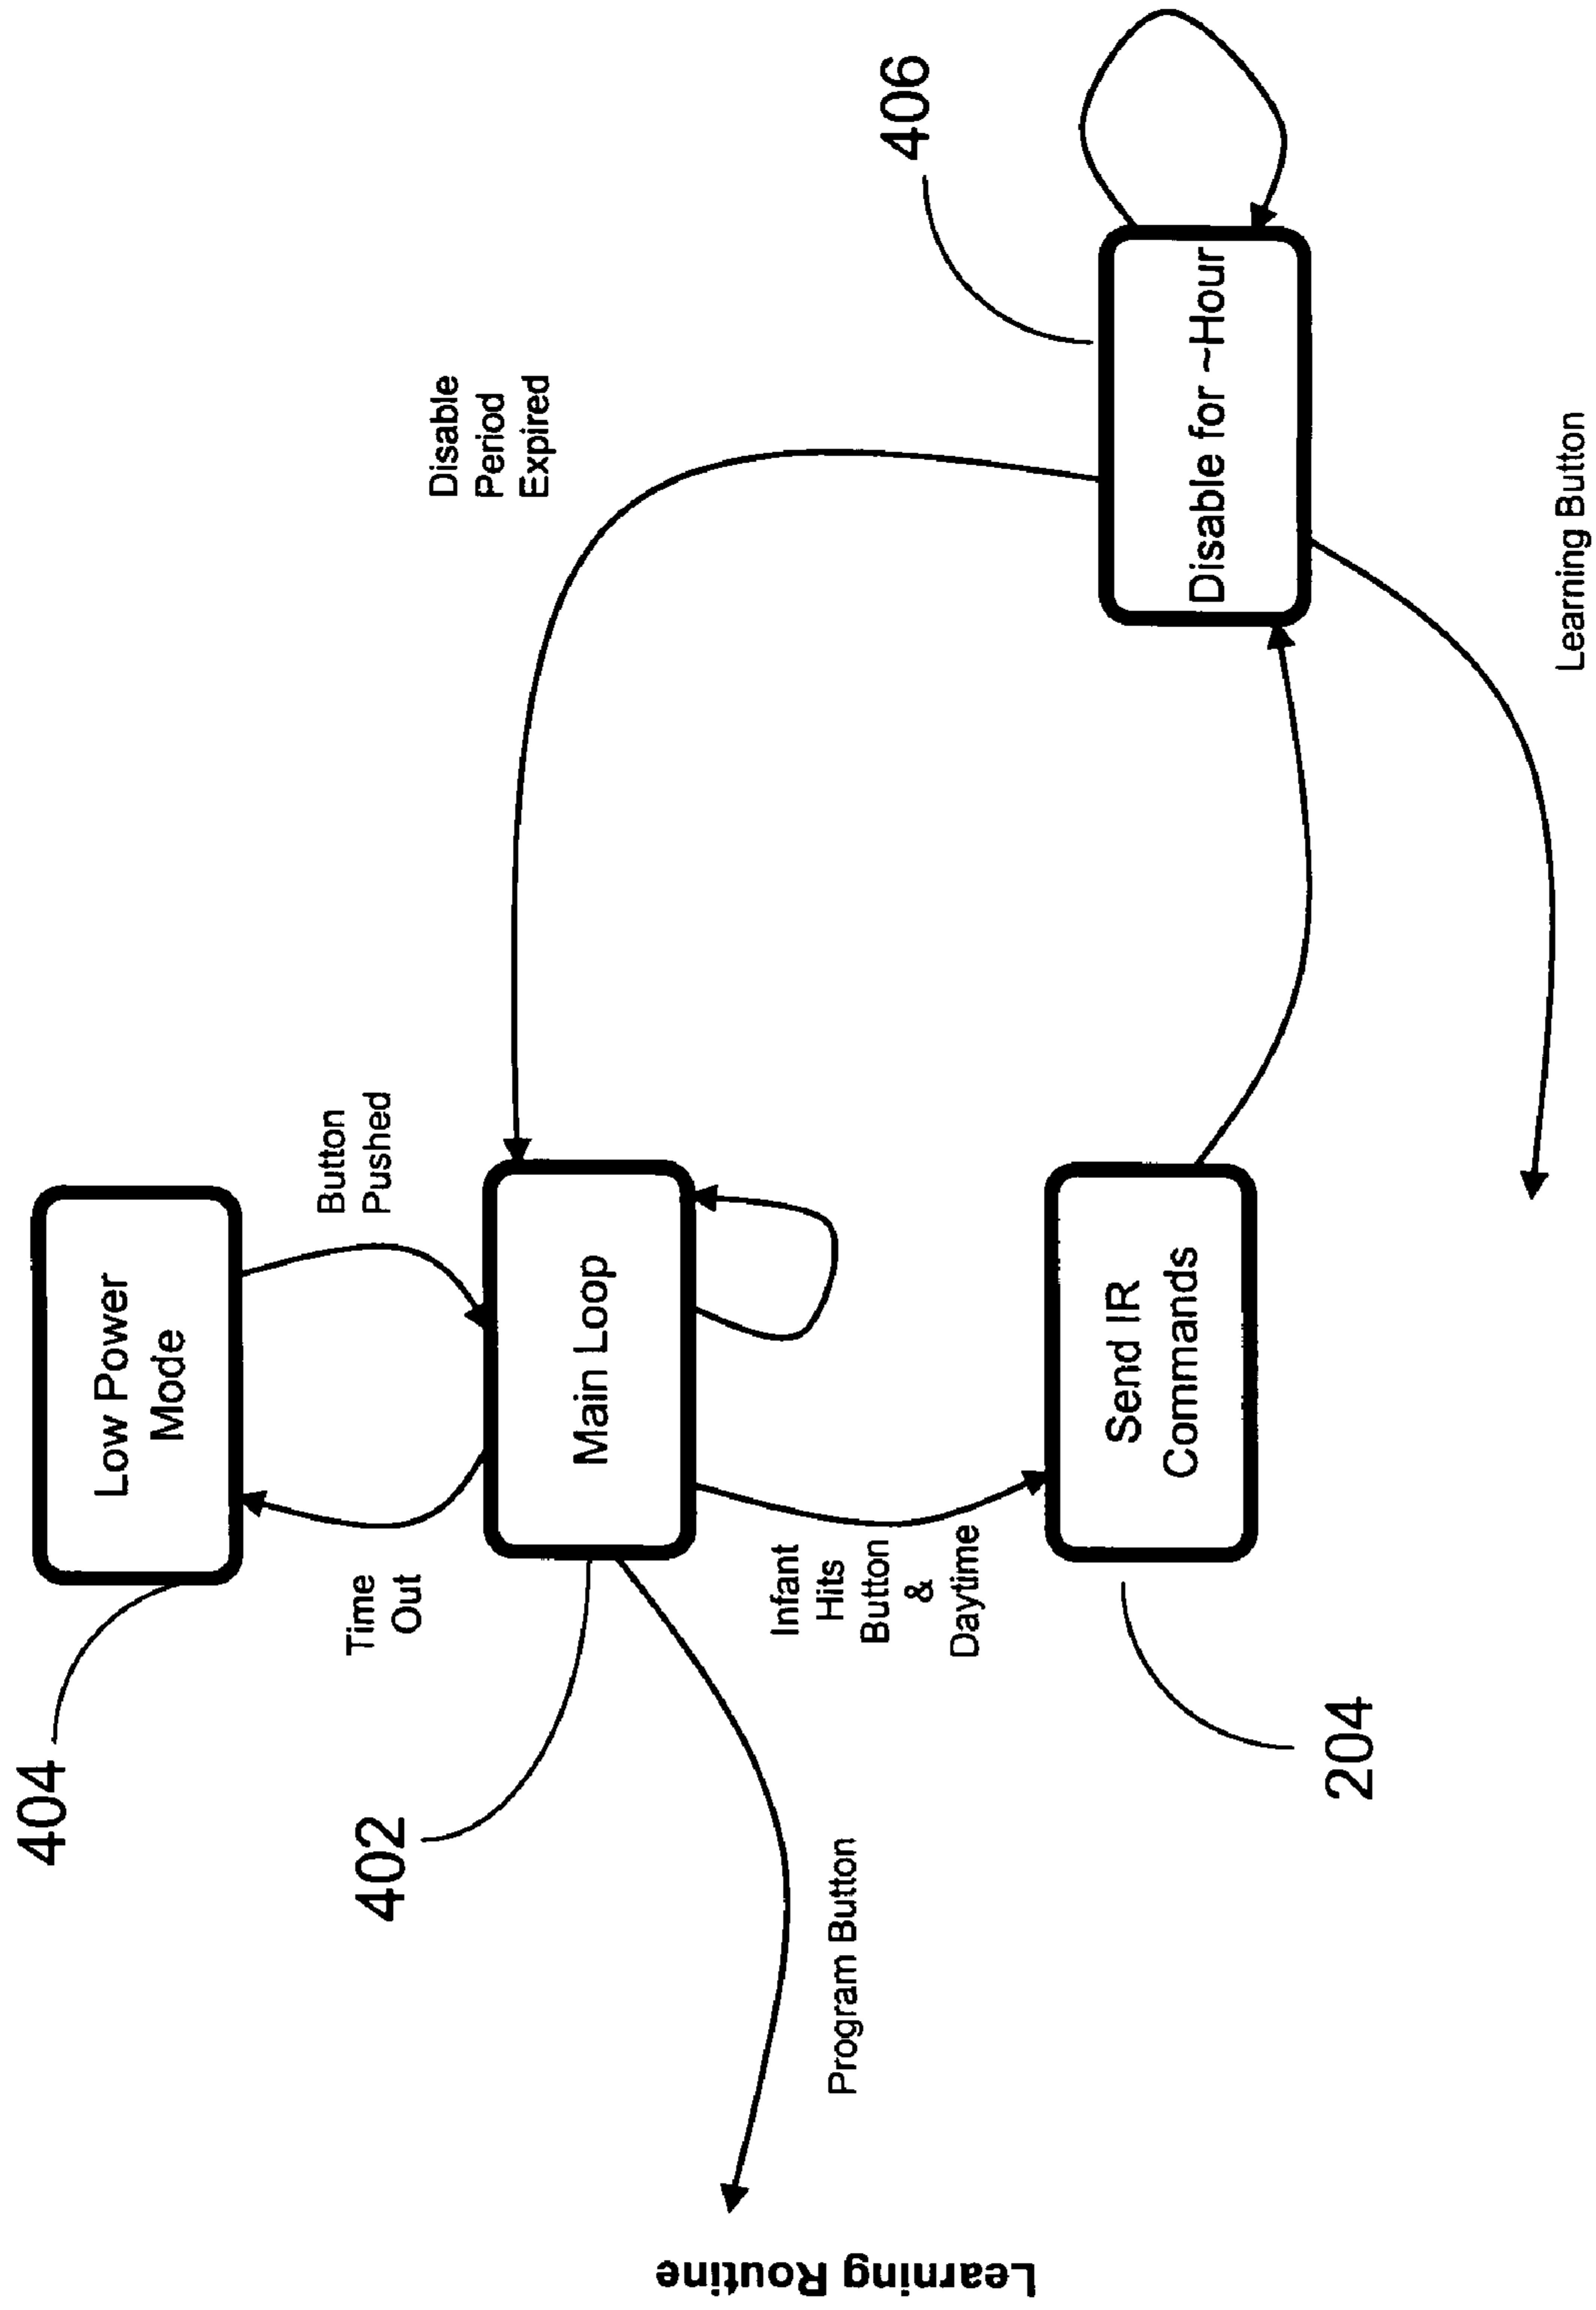 404
Low Power
Mode
Time
Out
Button
Pushed
402
Main Loop
Disable
Period
Expired
406
Disable for ~Hour
Infant
Hits
Button
&
Daytime
Program Button
Learning Routine
Send IR
Commands
204
Learning Button